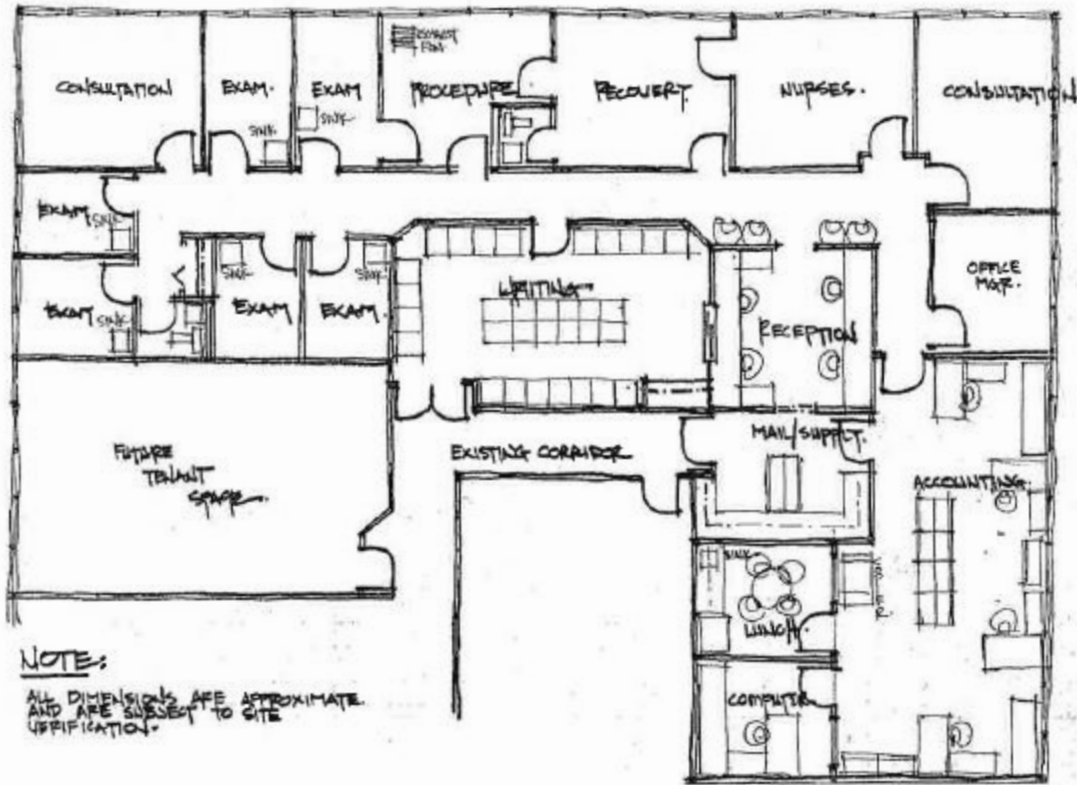 CONSULTATION
EXAM.
SINK
EXAM
SINK
FAN
PROCEDURE
RECOVERY.
NURSES.
CONSULTATION
EXAM
SINK
EXAM
SINK
SINK
EXAM
SINK
EXAM.
WAITING
RECEPTION
OFFICE
MGR.
FUTURE
TENANT
SPACE
EXISTING CORRIDOR
MAIL/SUPPLY.
ACCOUNTING.
SINK
LUNCH.
COMPUTER
NOTE:
ALL DIMENSIONS ARE APPROXIMATE
AND ARE SUBJECT TO SITE
VERIFICATION.